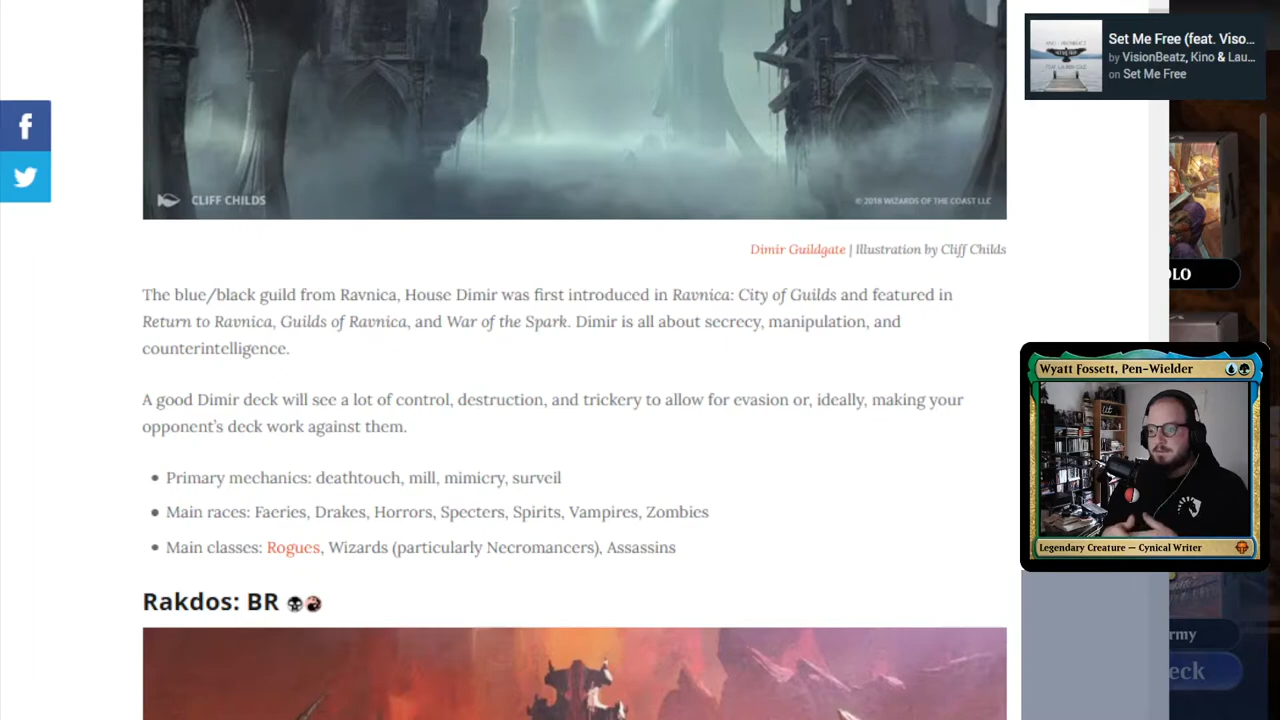 Set Me Free (feat. Viso...
by VisionBeatz, Kino & Lau...
on Set Me Free
CLIFF CHILDS
© 2018 WIZARDS OF THE COAST LLC
Dimir Guildgate | Illustration by Cliff Childs
LO
The blue/black guild from Ravnica, House Dimir was first introduced in Ravnica: City of Guilds and featured in
Return to Ravnica, Guilds of Ravnica, and War of the Spark. Dimir is all about secrecy, manipulation, and
counterintelligence.
A good Dimir deck will see a lot of control, destruction, and trickery to allow for evasion or, ideally, making your
opponent's deck work against them.
• Primary mechanics: deathtouch, mill, mimicry, surveil
• Main races: Faeries, Drakes, Horrors, Specters, Spirits, Vampires, Zombies
• Main classes: Rogues, Wizards (particularly Necromancers), Assassins
Wyatt Fossett, Pen-Wielder
Legendary Creature — Cynical Writer
Rakdos: BR
rmy
eck